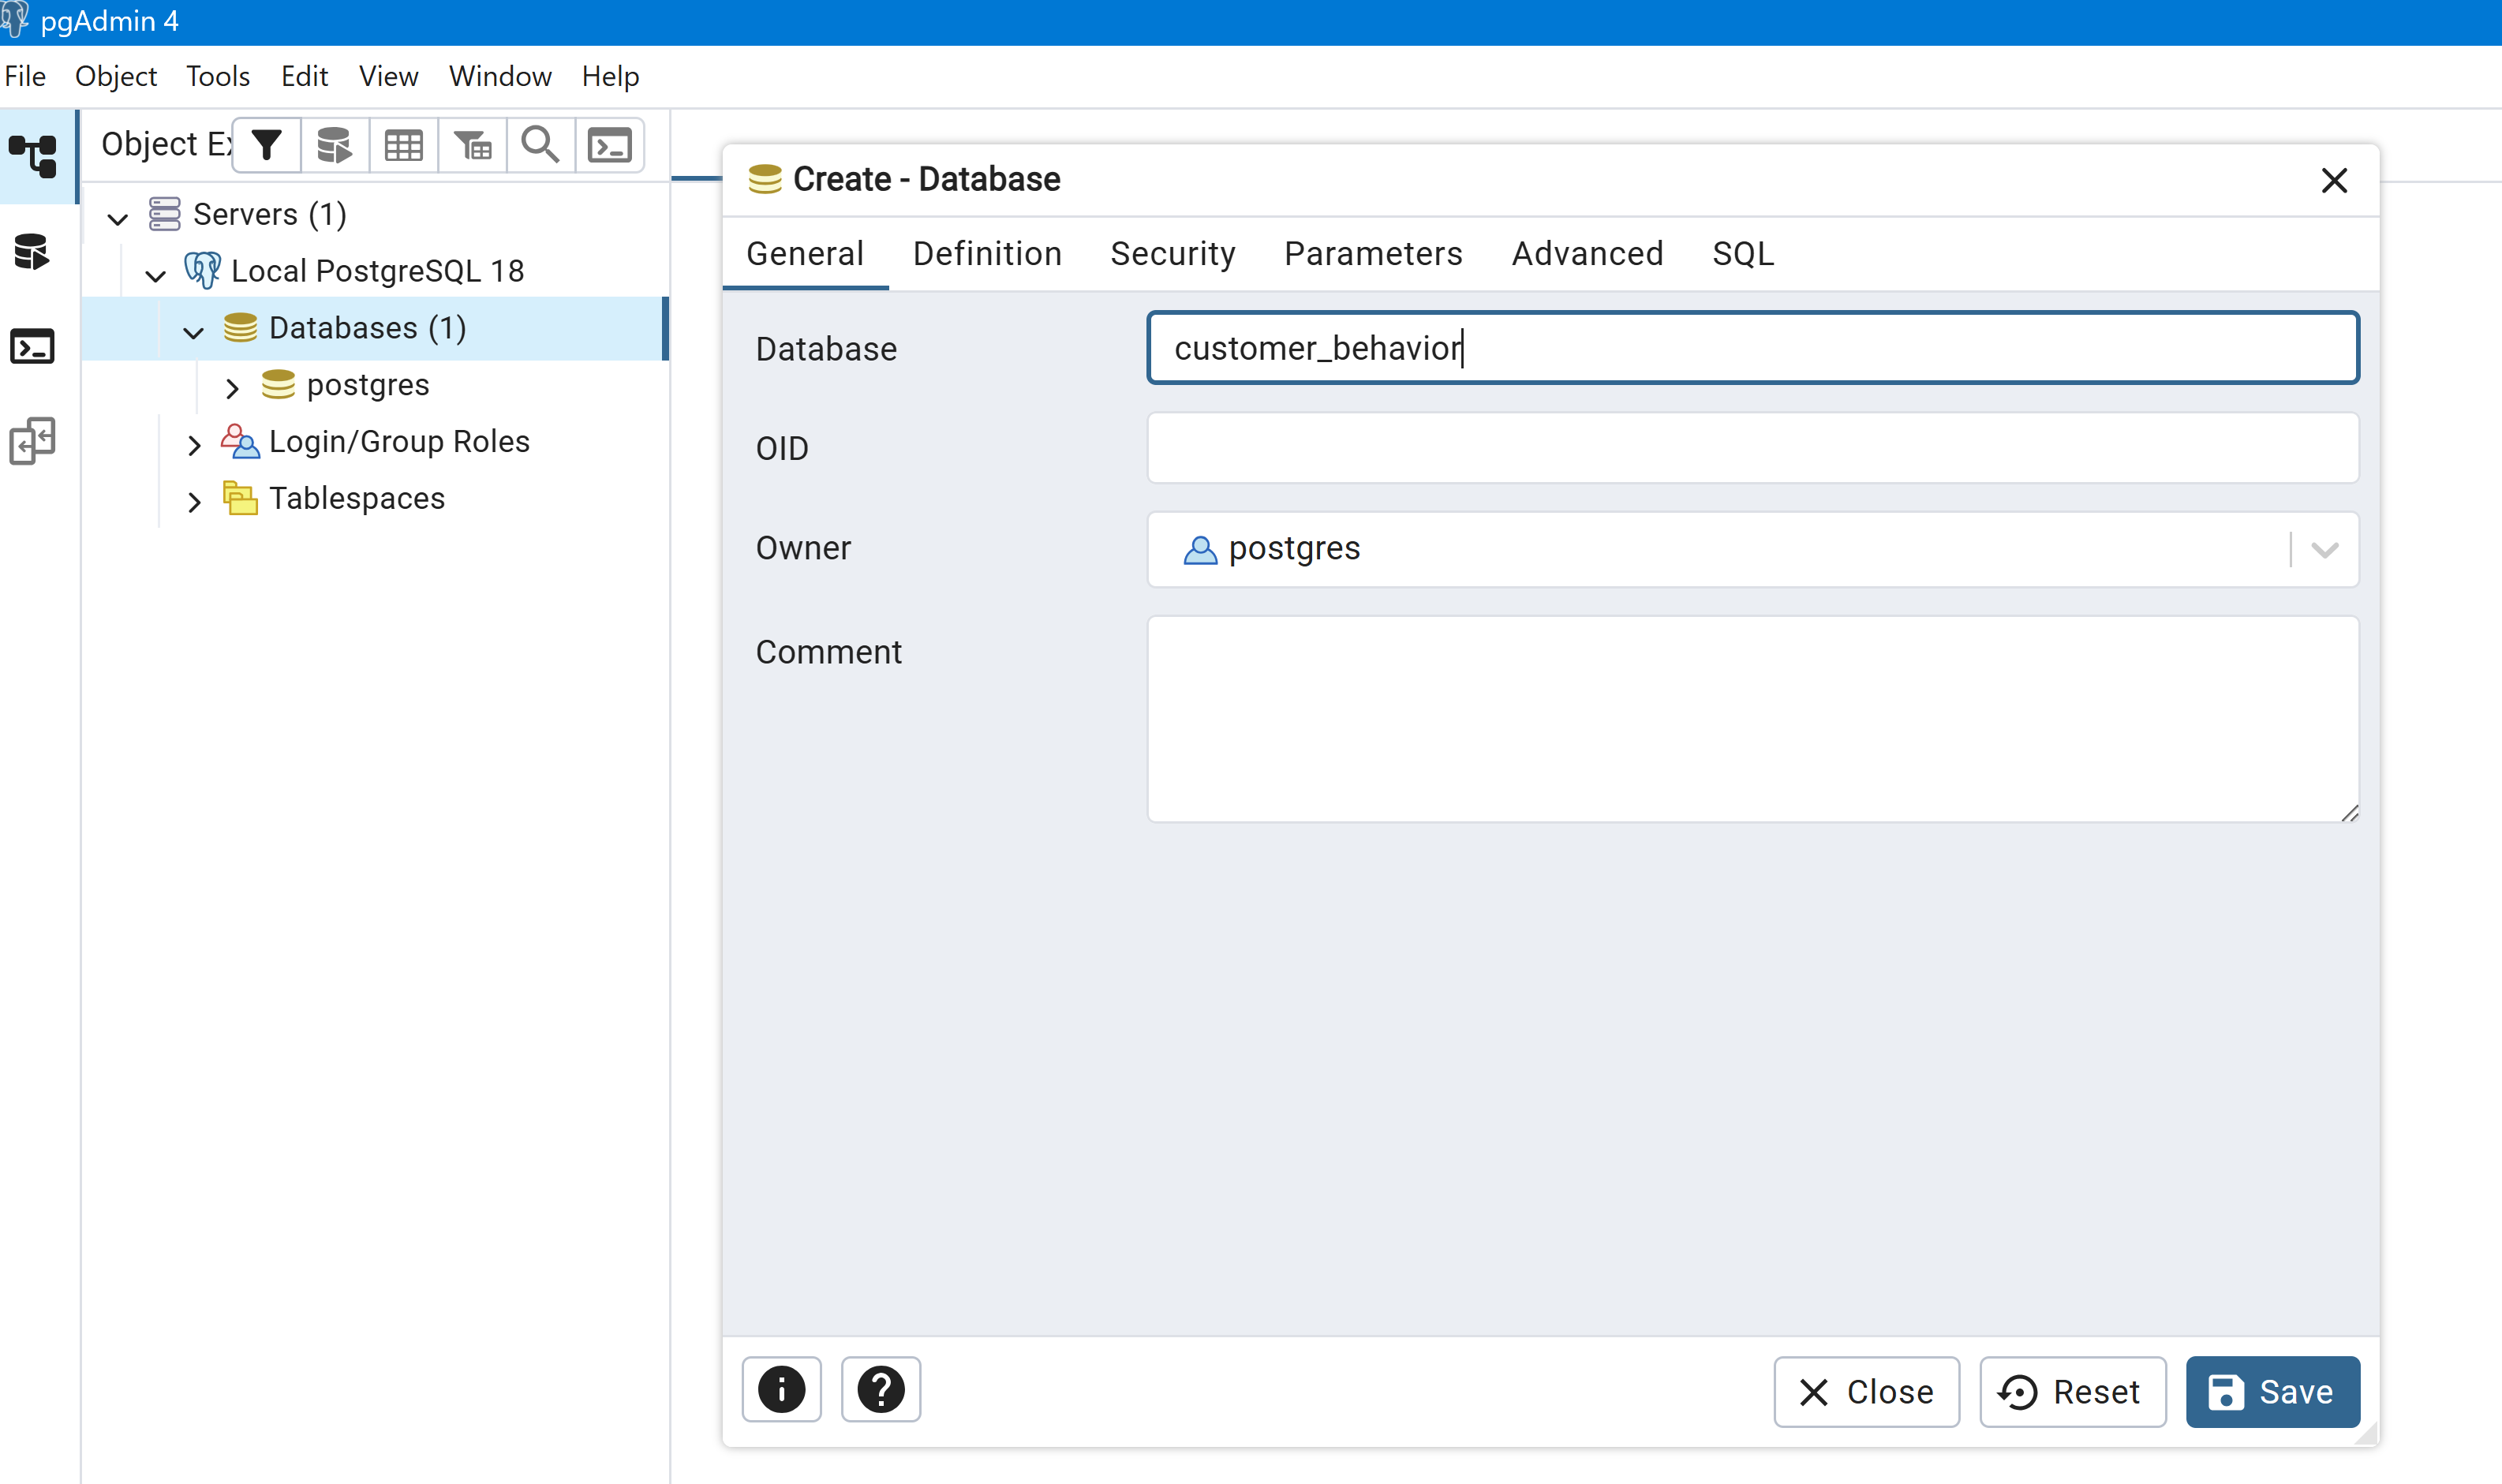 pgAdmin 4
File Object Tools Edit View Window Help
Object Ex
Servers (1)
Local PostgreSQL 18
Databases (1)
postgres
Login/Group Roles
Tablespaces
Create - Database
General Definition Security Parameters Advanced SQL
Database customer_behavior
OID
Owner postgres
Comment
Close Reset Save